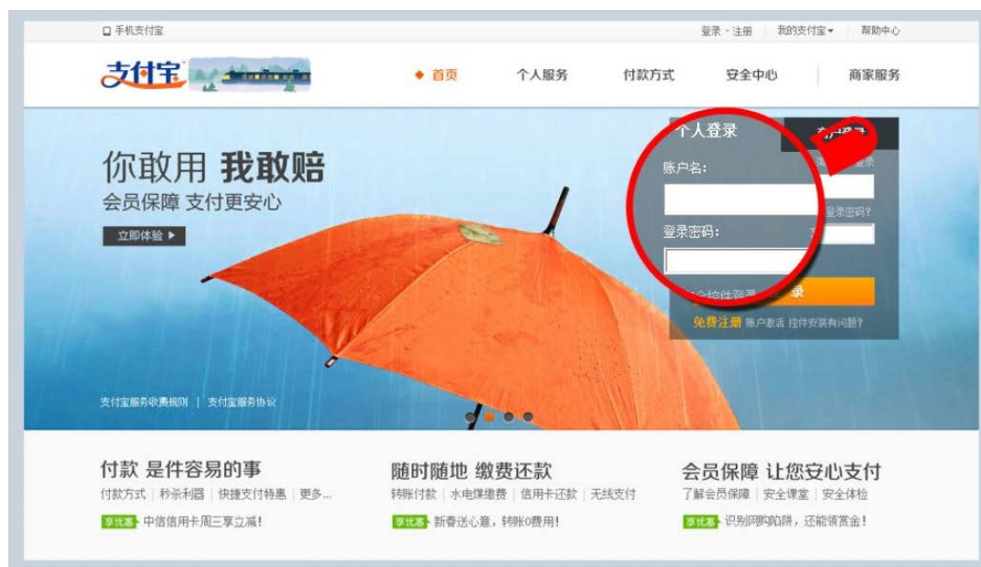 手机支付宝
登录 - 注册 我的支付宝 帮助中心
支付宝
首页 个人服务 付款方式 安全中心 商家服务
个人登录
账户名:
登录密码:
登录密码?
录
免费注册 账户激活 控件安装有问题?
你敢用 我敢赔
会员保障 支付更安心
立即体验
支付宝服务收费规则 | 支付宝服务协议
付款 是件容易的事
付款方式 | 秒杀利器 | 快捷支付特惠 | 更多...
享优惠 中信信用卡周三享立减!
随时随地 缴费还款
转账付款 | 水电煤缴费 | 信用卡还款 | 无线支付
享优惠 新春送心意,转账0费用!
会员保障 让您安心支付
了解会员保障 | 安全课堂 | 安全体检
享优惠 识别网购陷阱,还能领赏金!